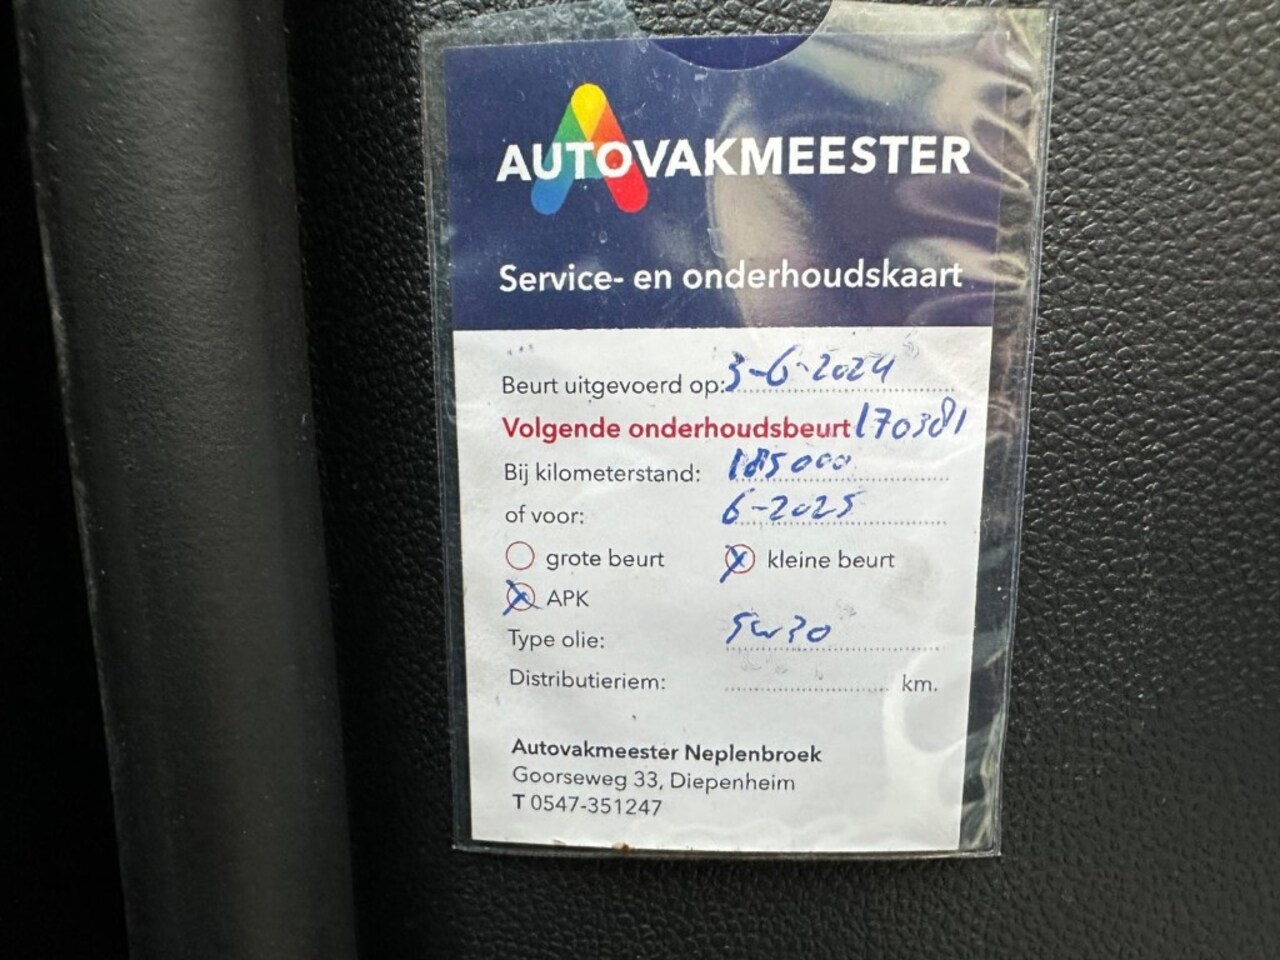 AUTOVAKMEESTER
Service- en onderhoudskaart
Beurt uitgevoerd op: 3-6-2024
Volgende onderhoudsbeurt 170381
Bij kilometerstand: 185000
of voor: 6-2025
grote beurt kleine beurt
APK
Type olie: 5w30
Distributieriem: km.
Autovakmeester Neplenbroek
Goorseweg 33, Diepenheim
T 0547-351247